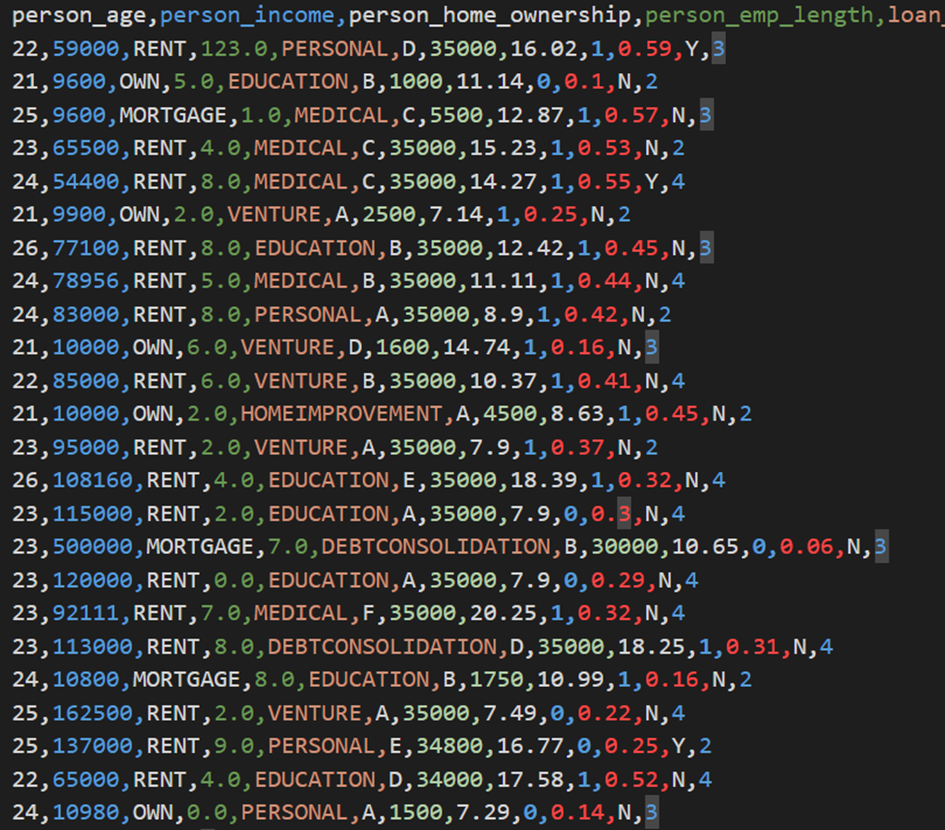 person_age,person_income,person_home_ownership,person_emp_length,loan_
22,59000,RENT,123.0,PERSONAL,D,35000,16.02,1,0.59,Y,3
21,9600,OWN,5.0,EDUCATION,B,1000,11.14,0,0.1,N,2
25,9600,MORTGAGE,1.0,MEDICAL,C,5500,12.87,1,0.57,N,3
23,65500,RENT,4.0,MEDICAL,C,35000,15.23,1,0.53,N,2
24,54400,RENT,8.0,MEDICAL,C,35000,14.27,1,0.55,Y,4
21,9900,OWN,2.0,VENTURE,A,2500,7.14,1,0.25,N,2
26,77100,RENT,8.0,EDUCATION,B,35000,12.42,1,0.45,N,3
24,78956,RENT,5.0,MEDICAL,B,35000,11.11,1,0.44,N,4
24,83000,RENT,8.0,PERSONAL,A,35000,8.9,1,0.42,N,2
21,10000,OWN,6.0,VENTURE,D,1600,14.74,1,0.16,N,3
22,85000,RENT,6.0,VENTURE,B,35000,10.37,1,0.41,N,4
21,10000,OWN,2.0,HOMEIMPROVEMENT,A,4500,8.63,1,0.45,N,2
23,95000,RENT,2.0,VENTURE,A,35000,7.9,1,0.37,N,2
26,108160,RENT,4.0,EDUCATION,E,35000,18.39,1,0.32,N,4
23,115000,RENT,2.0,EDUCATION,A,35000,7.9,0,0.3,N,4
23,500000,MORTGAGE,7.0,DEBTCONSOLIDATION,B,30000,10.65,0,0.06,N,3
23,120000,RENT,0.0,EDUCATION,A,35000,7.9,0,0.29,N,4
23,92111,RENT,7.0,MEDICAL,F,35000,20.25,1,0.32,N,4
23,113000,RENT,8.0,DEBTCONSOLIDATION,D,35000,18.25,1,0.31,N,4
24,10800,MORTGAGE,8.0,EDUCATION,B,1750,10.99,1,0.16,N,2
25,162500,RENT,2.0,VENTURE,A,35000,7.49,0,0.22,N,4
25,137000,RENT,9.0,PERSONAL,E,34800,16.77,0,0.25,Y,2
22,65000,RENT,4.0,EDUCATION,D,34000,17.58,1,0.52,N,4
24,10980,OWN,0.0,PERSONAL,A,1500,7.29,0,0.14,N,3